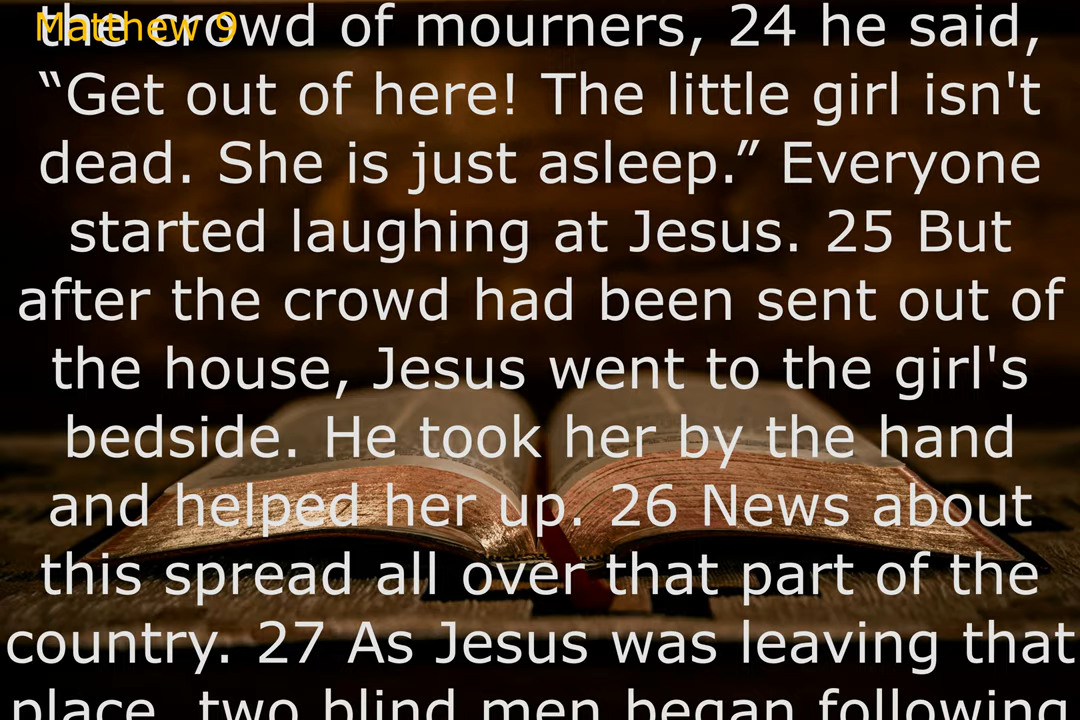 Matthew 9
the crowd of mourners, 24 he said,
“Get out of here! The little girl isn't
dead. She is just asleep.” Everyone
started laughing at Jesus. 25 But
after the crowd had been sent out of
the house, Jesus went to the girl's
bedside. He took her by the hand
and helped her up. 26 News about
this spread all over that part of the
country. 27 As Jesus was leaving that
place, two blind men began following